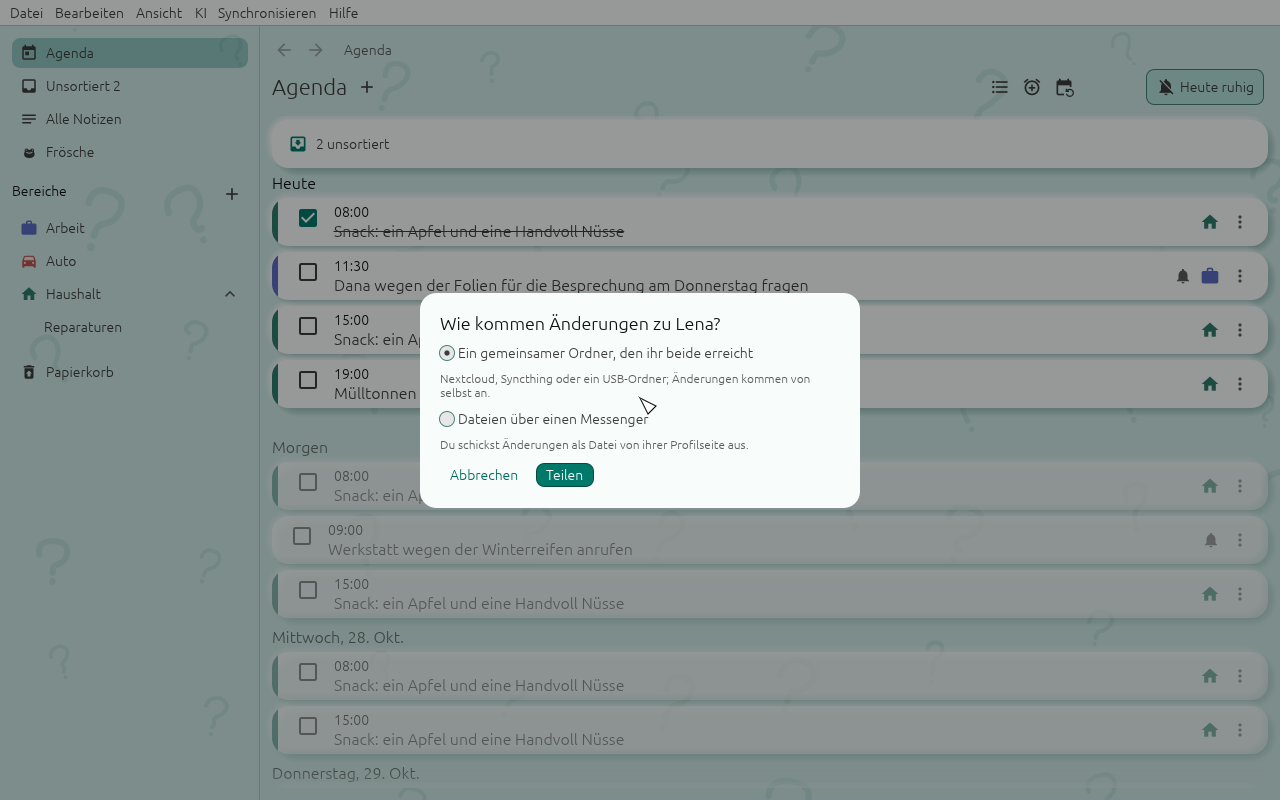 Datei Bearbeiten Ansicht KI Synchronisieren Hilfe
Agenda
Unsortiert 2
Alle Notizen
Frösche
Bereiche
Arbeit
Auto
Haushalt
Reparaturen
Papierkorb
Agenda
Agenda
Heute ruhig
2 unsortiert
Heute
08:00
Snack: ein Apfel und eine Handvoll Nüsse
11:30
Dana wegen der Folien für die Besprechung am Donnerstag fragen
15:00
Snack: ein Ap
19:00
Mülltonnen
Wie kommen Änderungen zu Lena?
Ein gemeinsamer Ordner, den ihr beide erreicht
Nextcloud, Syncthing oder ein USB-Ordner; Änderungen kommen von
selbst an.
Dateien über einen Messenger
Du schickst Änderungen als Datei von ihrer Profilseite aus.
Abbrechen Teilen
Morgen
08:00
Snack: ein Ap
09:00
Werkstatt wegen der Winterreifen anrufen
15:00
Snack: ein Apfel und eine Handvoll Nüsse
Mittwoch, 28. Okt.
08:00
Snack: ein Apfel und eine Handvoll Nüsse
15:00
Snack: ein Apfel und eine Handvoll Nüsse
Donnerstag, 29. Okt.